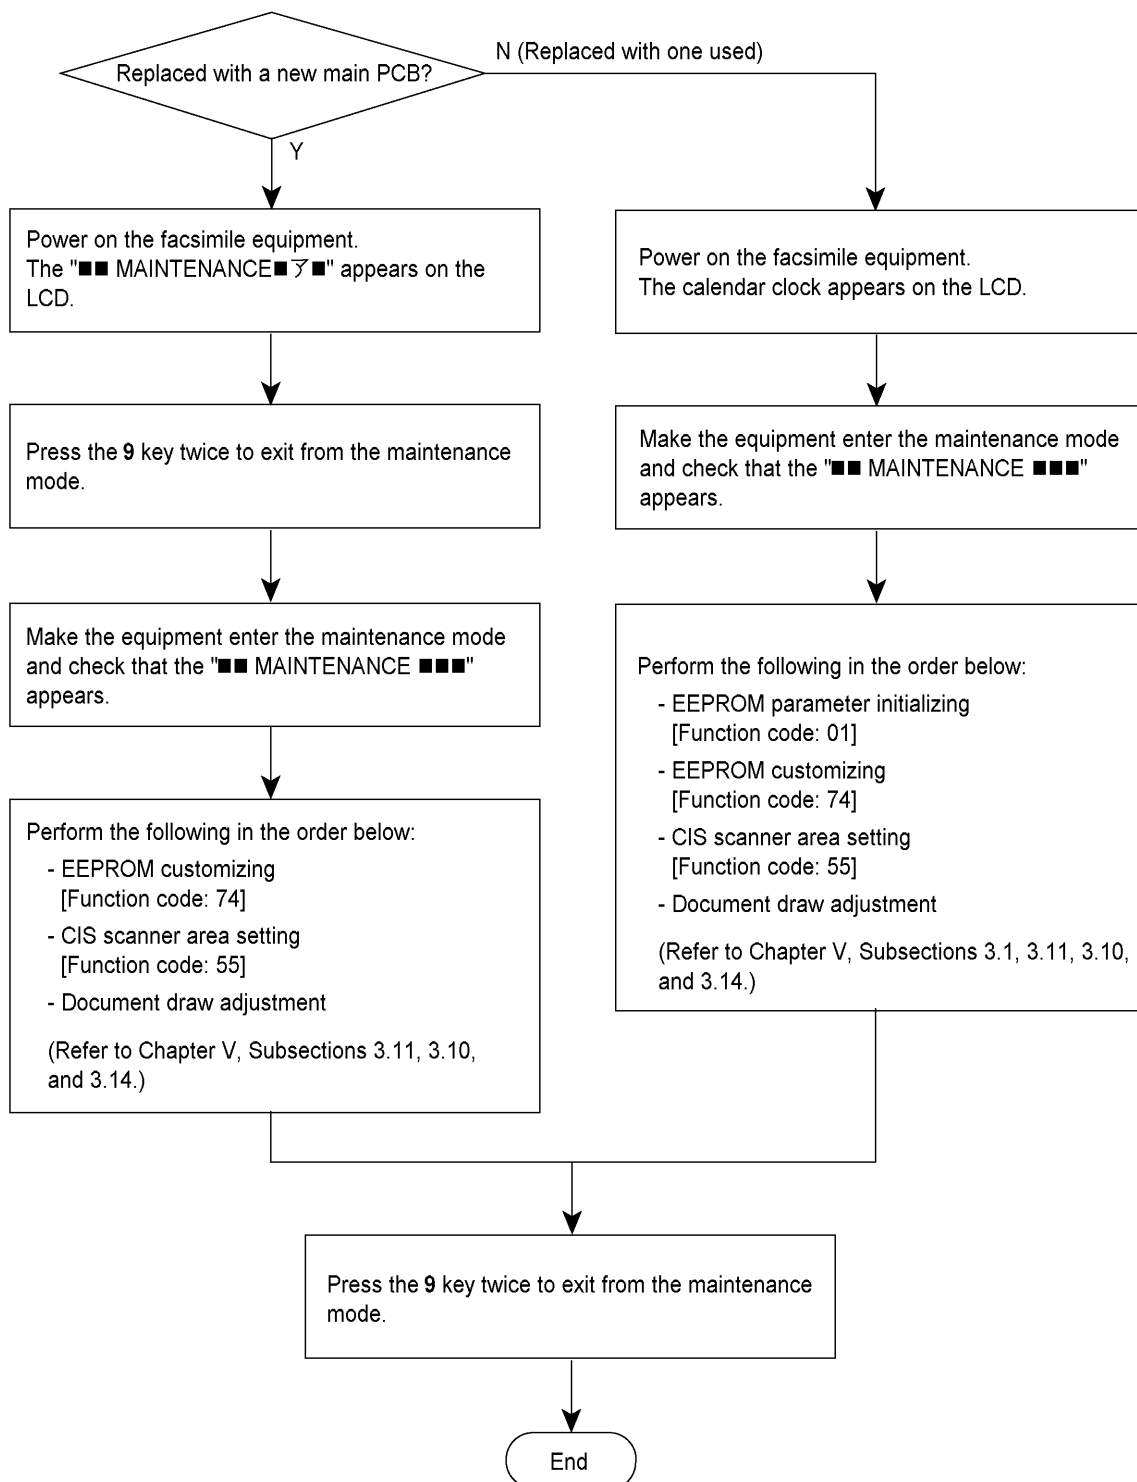 Replaced with a new main PCB?
N (Replaced with one used)
Y
Power on the facsimile equipment.
The "■■ MAINTENANCE■ア■" appears on the
LCD.
Press the 9 key twice to exit from the maintenance
mode.
Make the equipment enter the maintenance mode
and check that the "■■ MAINTENANCE ■■■"
appears.
Perform the following in the order below:
- EEPROM customizing
[Function code: 74]
- CIS scanner area setting
[Function code: 55]
- Document draw adjustment
(Refer to Chapter V, Subsections 3.11, 3.10,
and 3.14.)
Power on the facsimile equipment.
The calendar clock appears on the LCD.
Make the equipment enter the maintenance mode
and check that the "■■ MAINTENANCE ■■■"
appears.
Perform the following in the order below:
- EEPROM parameter initializing
[Function code: 01]
- EEPROM customizing
[Function code: 74]
- CIS scanner area setting
[Function code: 55]
- Document draw adjustment
(Refer to Chapter V, Subsections 3.1, 3.11, 3.10,
and 3.14.)
Press the 9 key twice to exit from the maintenance
mode.
End